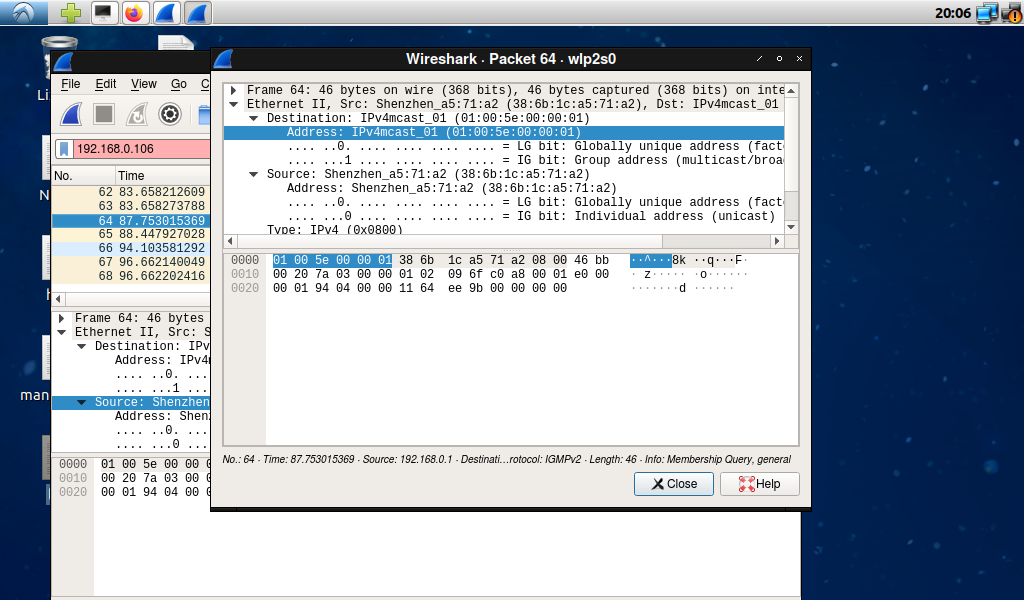 20:06
Wireshark · Packet 64 · wlp2s0
File Edit View Go
192.168.0.106
No. Time
62 83.658212609
63 83.658273788
64 87.753015369
65 88.447927028
66 94.103581292
67 96.662140049
68 96.662202416
Frame 64: 46 bytes
Ethernet II, Src: S
Destination: IPv
Address: IPv4m
.... ..0. ...
.... ...1 ...
Source: Shenzhen
Address: Shen
.... ..0. ...
.... ...0 ...
0000 01 00 5e 00 00 0
0010 00 20 7a 03 00 0
0020 00 01 94 04 00 0
Frame 64: 46 bytes on wire (368 bits), 46 bytes captured (368 bits) on inte
Ethernet II, Src: Shenzhen_a5:71:a2 (38:6b:1c:a5:71:a2), Dst: IPv4mcast_01
Destination: IPv4mcast_01 (01:00:5e:00:00:01)
Address: IPv4mcast_01 (01:00:5e:00:00:01)
.... ..0. .... .... .... .... = LG bit: Globally unique address (facto
.... ...1 .... .... .... .... = IG bit: Group address (multicast/broad
Source: Shenzhen_a5:71:a2 (38:6b:1c:a5:71:a2)
Address: Shenzhen_a5:71:a2 (38:6b:1c:a5:71:a2)
.... ..0. .... .... .... .... = LG bit: Globally unique address (facto
.... ...0 .... .... .... .... = IG bit: Individual address (unicast)
Type: IPv4 (0x0800)
0000 01 00 5e 00 00 01 38 6b 1c a5 71 a2 08 00 46 bb ··^···8k ··q···F·
0010 00 20 7a 03 00 00 01 02 09 6f c0 a8 00 01 e0 00 · z····· ·o······
0020 00 01 94 04 00 00 11 64 ee 9b 00 00 00 00 ·······d ······
No.: 64 · Time: 87.753015369 · Source: 192.168.0.1 · Destinati…rotocol: IGMPv2 · Length: 46 · Info: Membership Query, general
Close Help